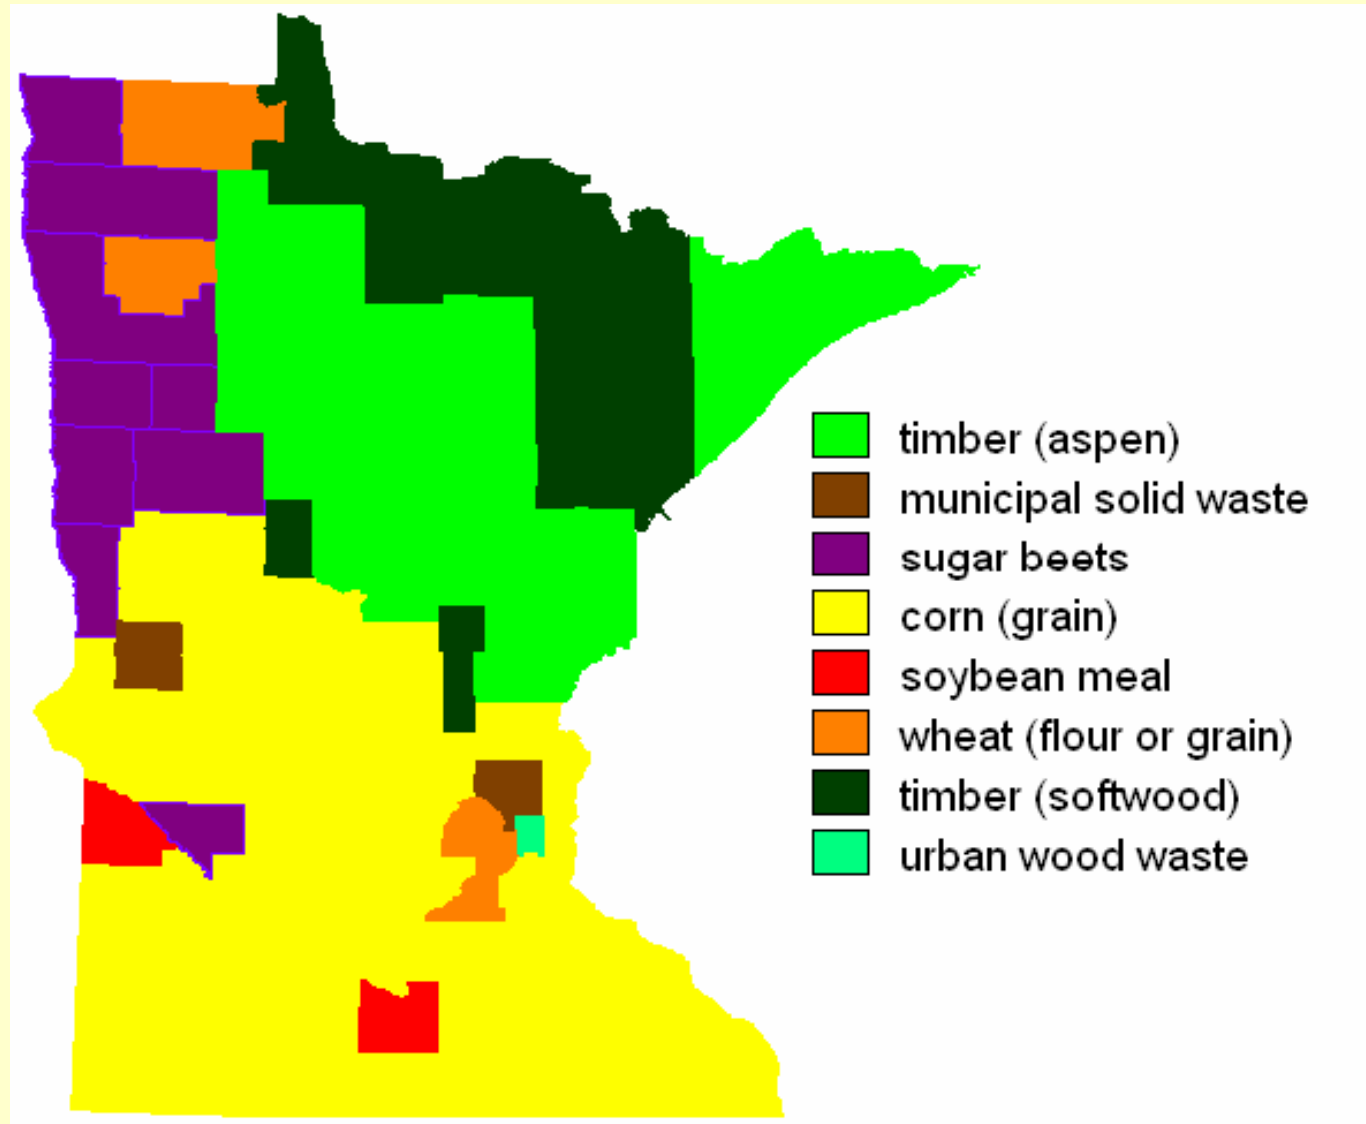 timber (aspen)
municipal solid waste
sugar beets
corn (grain)
soybean meal
wheat (flour or grain)
timber (softwood)
urban wood waste